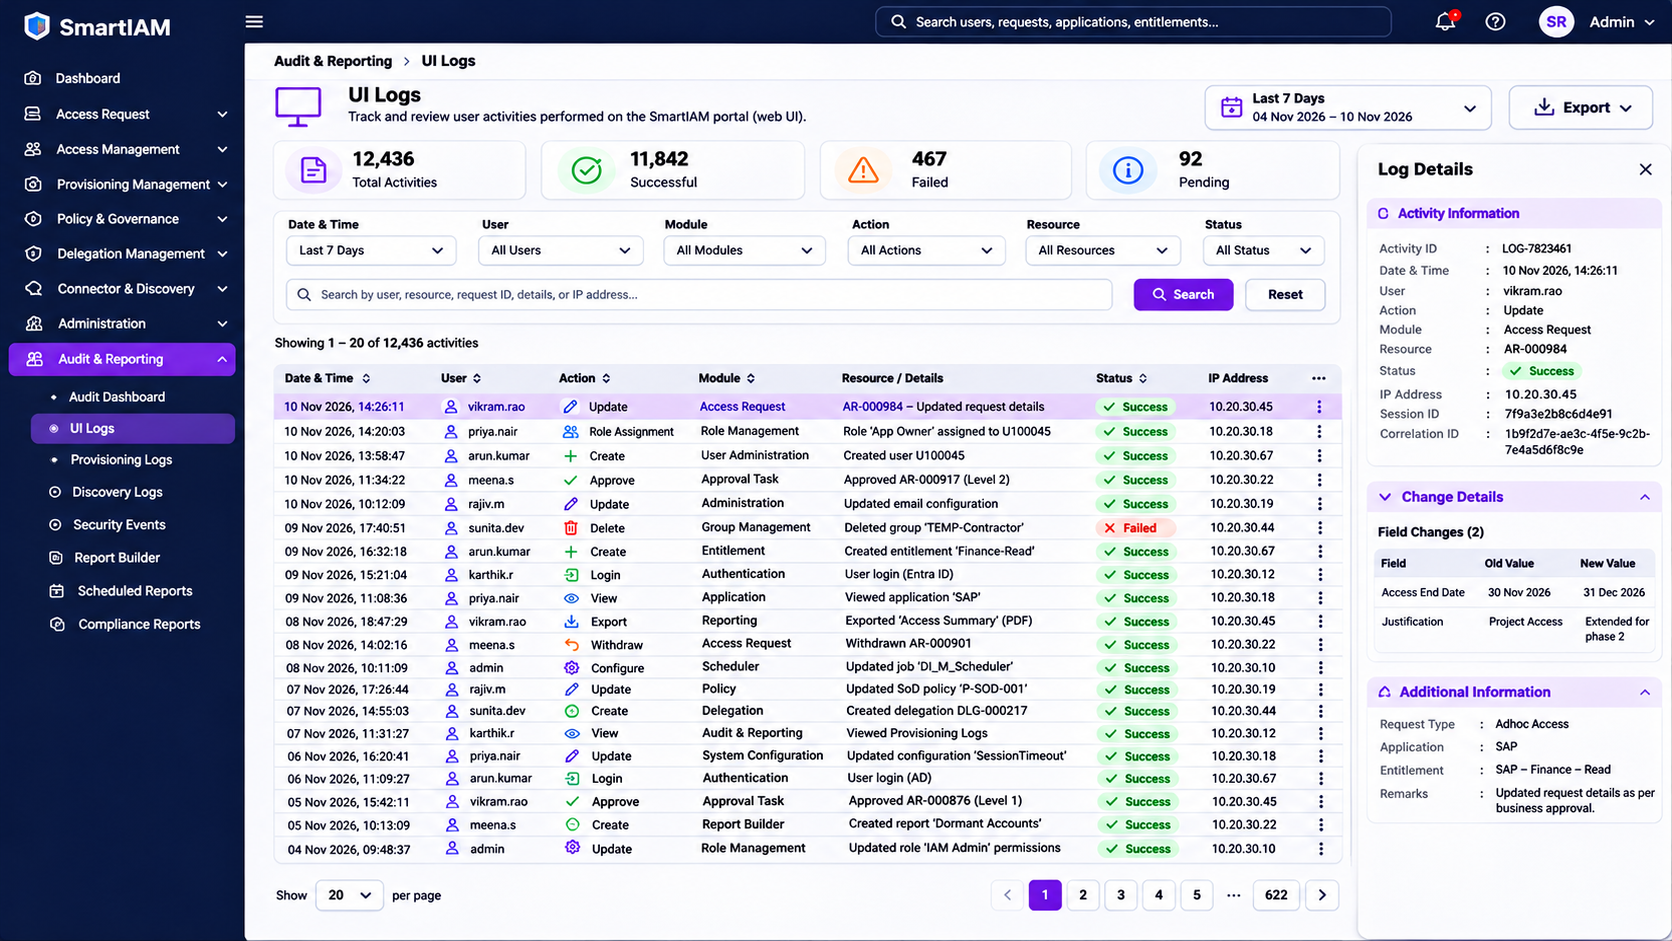 SmartIAM
Search users, requests, applications, entitlements...
SR Admin
Dashboard
Access Request
Access Management
Provisioning Management
Policy & Governance
Delegation Management
Connector & Discovery
Administration
Audit & Reporting
Audit Dashboard
UI Logs
Provisioning Logs
Discovery Logs
Security Events
Report Builder
Scheduled Reports
Compliance Reports
Audit & Reporting > UI Logs
UI Logs
Track and review user activities performed on the SmartIAM portal (web UI).
Last 7 Days
04 Nov 2026 – 10 Nov 2026
Export
12,436
Total Activities
11,842
Successful
467
Failed
92
Pending
Date & Time User Module Action Resource Status
Last 7 Days All Users All Modules All Actions All Resources All Status
Search by user, resource, request ID, details, or IP address...
Search Reset
Showing 1 – 20 of 12,436 activities
Date & Time User Action Module Resource / Details Status IP Address ...
10 Nov 2026, 14:26:11 vikram.rao Update Access Request AR-000984 – Updated request details Success 10.20.30.45
10 Nov 2026, 14:20:03 priya.nair Role Assignment Role Management Role 'App Owner' assigned to U100045 Success 10.20.30.18
10 Nov 2026, 13:58:47 arun.kumar Create User Administration Created user U100045 Success 10.20.30.67
10 Nov 2026, 11:34:22 meena.s Approve Approval Task Approved AR-000917 (Level 2) Success 10.20.30.22
10 Nov 2026, 10:12:09 rajiv.m Update Administration Updated email configuration Success 10.20.30.19
09 Nov 2026, 17:40:51 sunita.dev Delete Group Management Deleted group 'TEMP-Contractor' Failed 10.20.30.44
09 Nov 2026, 16:32:18 arun.kumar Create Entitlement Created entitlement 'Finance-Read' Success 10.20.30.67
09 Nov 2026, 15:21:04 karthik.r Login Authentication User login (Entra ID) Success 10.20.30.12
09 Nov 2026, 11:08:36 priya.nair View Application Viewed application 'SAP' Success 10.20.30.18
08 Nov 2026, 18:47:29 vikram.rao Export Reporting Exported 'Access Summary' (PDF) Success 10.20.30.45
08 Nov 2026, 14:02:16 meena.s Withdraw Access Request Withdrawn AR-000901 Success 10.20.30.22
08 Nov 2026, 10:11:09 admin Configure Scheduler Updated job 'DI_M_Scheduler' Success 10.20.30.10
07 Nov 2026, 17:26:44 rajiv.m Update Policy Updated SoD policy 'P-SOD-001' Success 10.20.30.19
07 Nov 2026, 14:55:03 sunita.dev Create Delegation Created delegation DLG-000217 Success 10.20.30.44
07 Nov 2026, 11:31:27 karthik.r View Audit & Reporting Viewed Provisioning Logs Success 10.20.30.12
06 Nov 2026, 16:20:41 priya.nair Update System Configuration Updated configuration 'SessionTimeout' Success 10.20.30.18
06 Nov 2026, 11:09:27 arun.kumar Login Authentication User login (AD) Success 10.20.30.67
05 Nov 2026, 15:42:11 vikram.rao Approve Approval Task Approved AR-000876 (Level 1) Success 10.20.30.45
05 Nov 2026, 10:13:09 meena.s Create Report Builder Created report 'Dormant Accounts' Success 10.20.30.22
04 Nov 2026, 09:48:37 admin Update Role Management Updated role 'IAM Admin' permissions Success 10.20.30.10
Show 20 per page
1 2 3 4 5 ... 622
Log Details
Activity Information
Activity ID : LOG-7823461
Date & Time : 10 Nov 2026, 14:26:11
User : vikram.rao
Action : Update
Module : Access Request
Resource : AR-000984
Status : Success
IP Address : 10.20.30.45
Session ID : 7f9a3e2b8c6d4e91
Correlation ID : 1b9f2d7e-ae3c-4f5e-9c2b-
7e4a5d6f8c9e
Change Details
Field Changes (2)
Field Old Value New Value
Access End Date 30 Nov 2026 31 Dec 2026
Justification Project Access Extended for
phase 2
Additional Information
Request Type : Adhoc Access
Application : SAP
Entitlement : SAP – Finance – Read
Remarks : Updated request details as per
business approval.